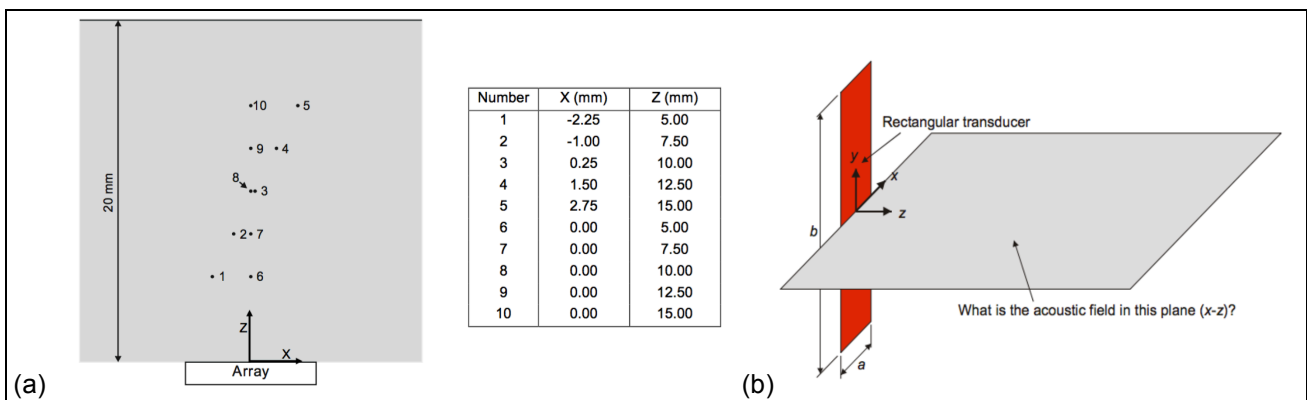 •10 •5
•9 •4
8
•• 3
•2 •7
•1 •6
20 mm
Z
X
Array
(a)
Number X (mm) Z (mm)
1 -2.25 5.00
2 -1.00 7.50
3 0.25 10.00
4 1.50 12.50
5 2.75 15.00
6 0.00 5.00
7 0.00 7.50
8 0.00 10.00
9 0.00 12.50
10 0.00 15.00
Rectangular transducer
y
x
z
b
What is the acoustic field in this plane (x-z)?
a
(b)